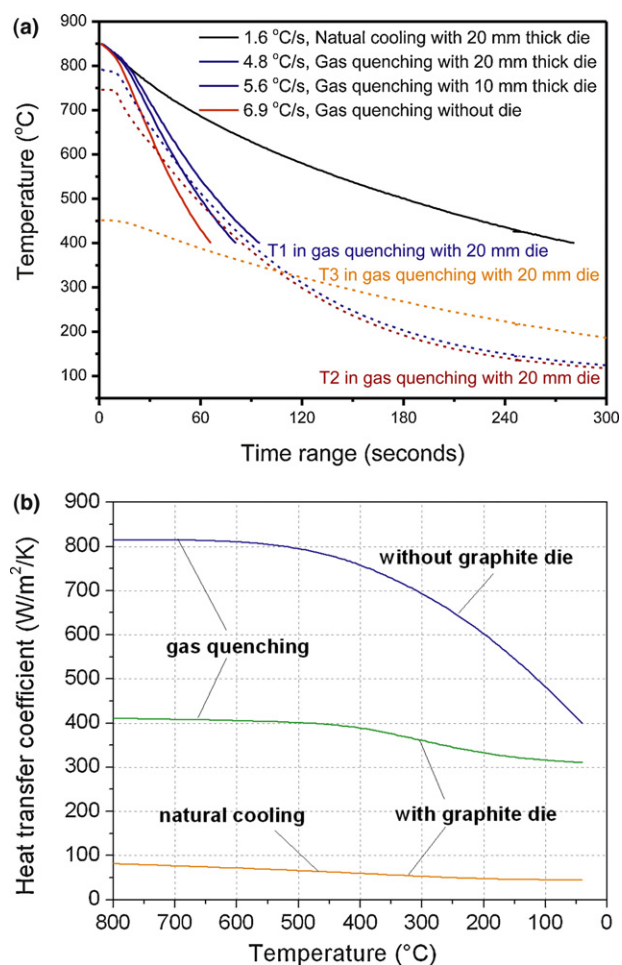 (a)
900
800
700
600
500
400
300
200
100
Temperature (°C)
1.6 °C/s, Natual cooling with 20 mm thick die
4.8 °C/s, Gas quenching with 20 mm thick die
5.6 °C/s, Gas quenching with 10 mm thick die
6.9 °C/s, Gas quenching without die
T1 in gas quenching with 20 mm die
T3 in gas quenching with 20 mm die
T2 in gas quenching with 20 mm die
0 60 120 180 240 300
Time range (seconds)
(b)
900
800
700
600
500
400
300
200
100
0
Heat transfer coefficient (W/m²/K)
without graphite die
gas quenching
natural cooling
with graphite die
800 700 600 500 400 300 200 100 0
Temperature (°C)